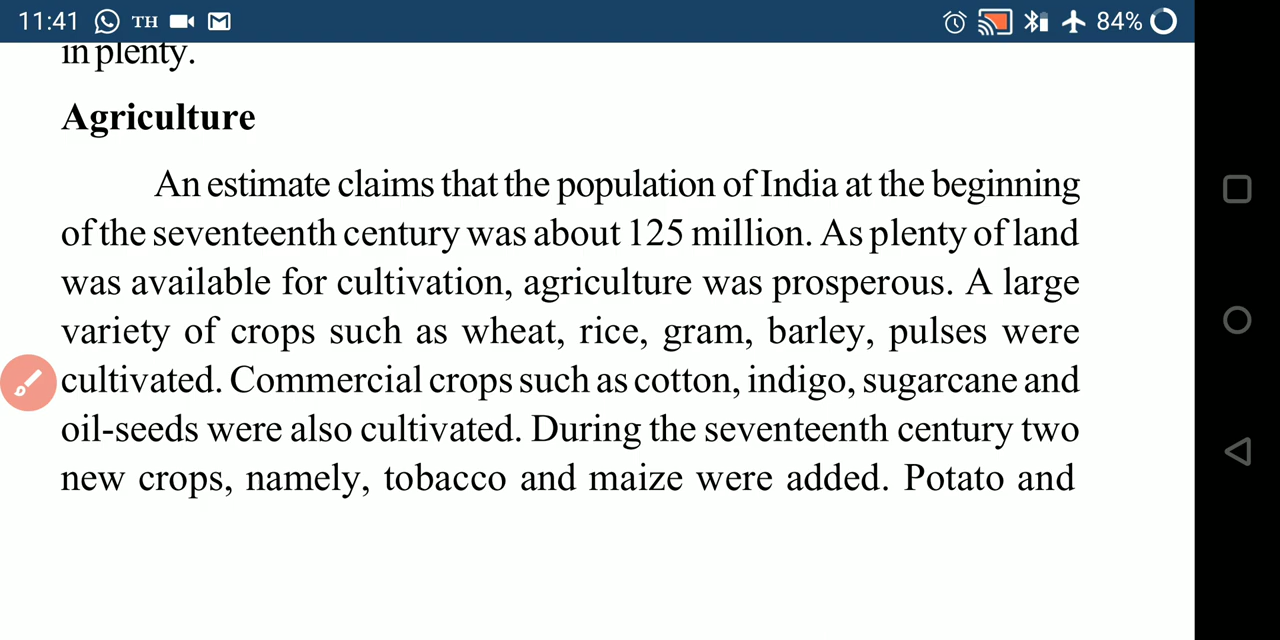 11:41 TH 84%
in plenty.
Agriculture
An estimate claims that the population of India at the beginning
of the seventeenth century was about 125 million. As plenty of land
was available for cultivation, agriculture was prosperous. A large
variety of crops such as wheat, rice, gram, barley, pulses were
cultivated. Commercial crops such as cotton, indigo, sugarcane and
oil-seeds were also cultivated. During the seventeenth century two
new crops, namely, tobacco and maize were added. Potato and